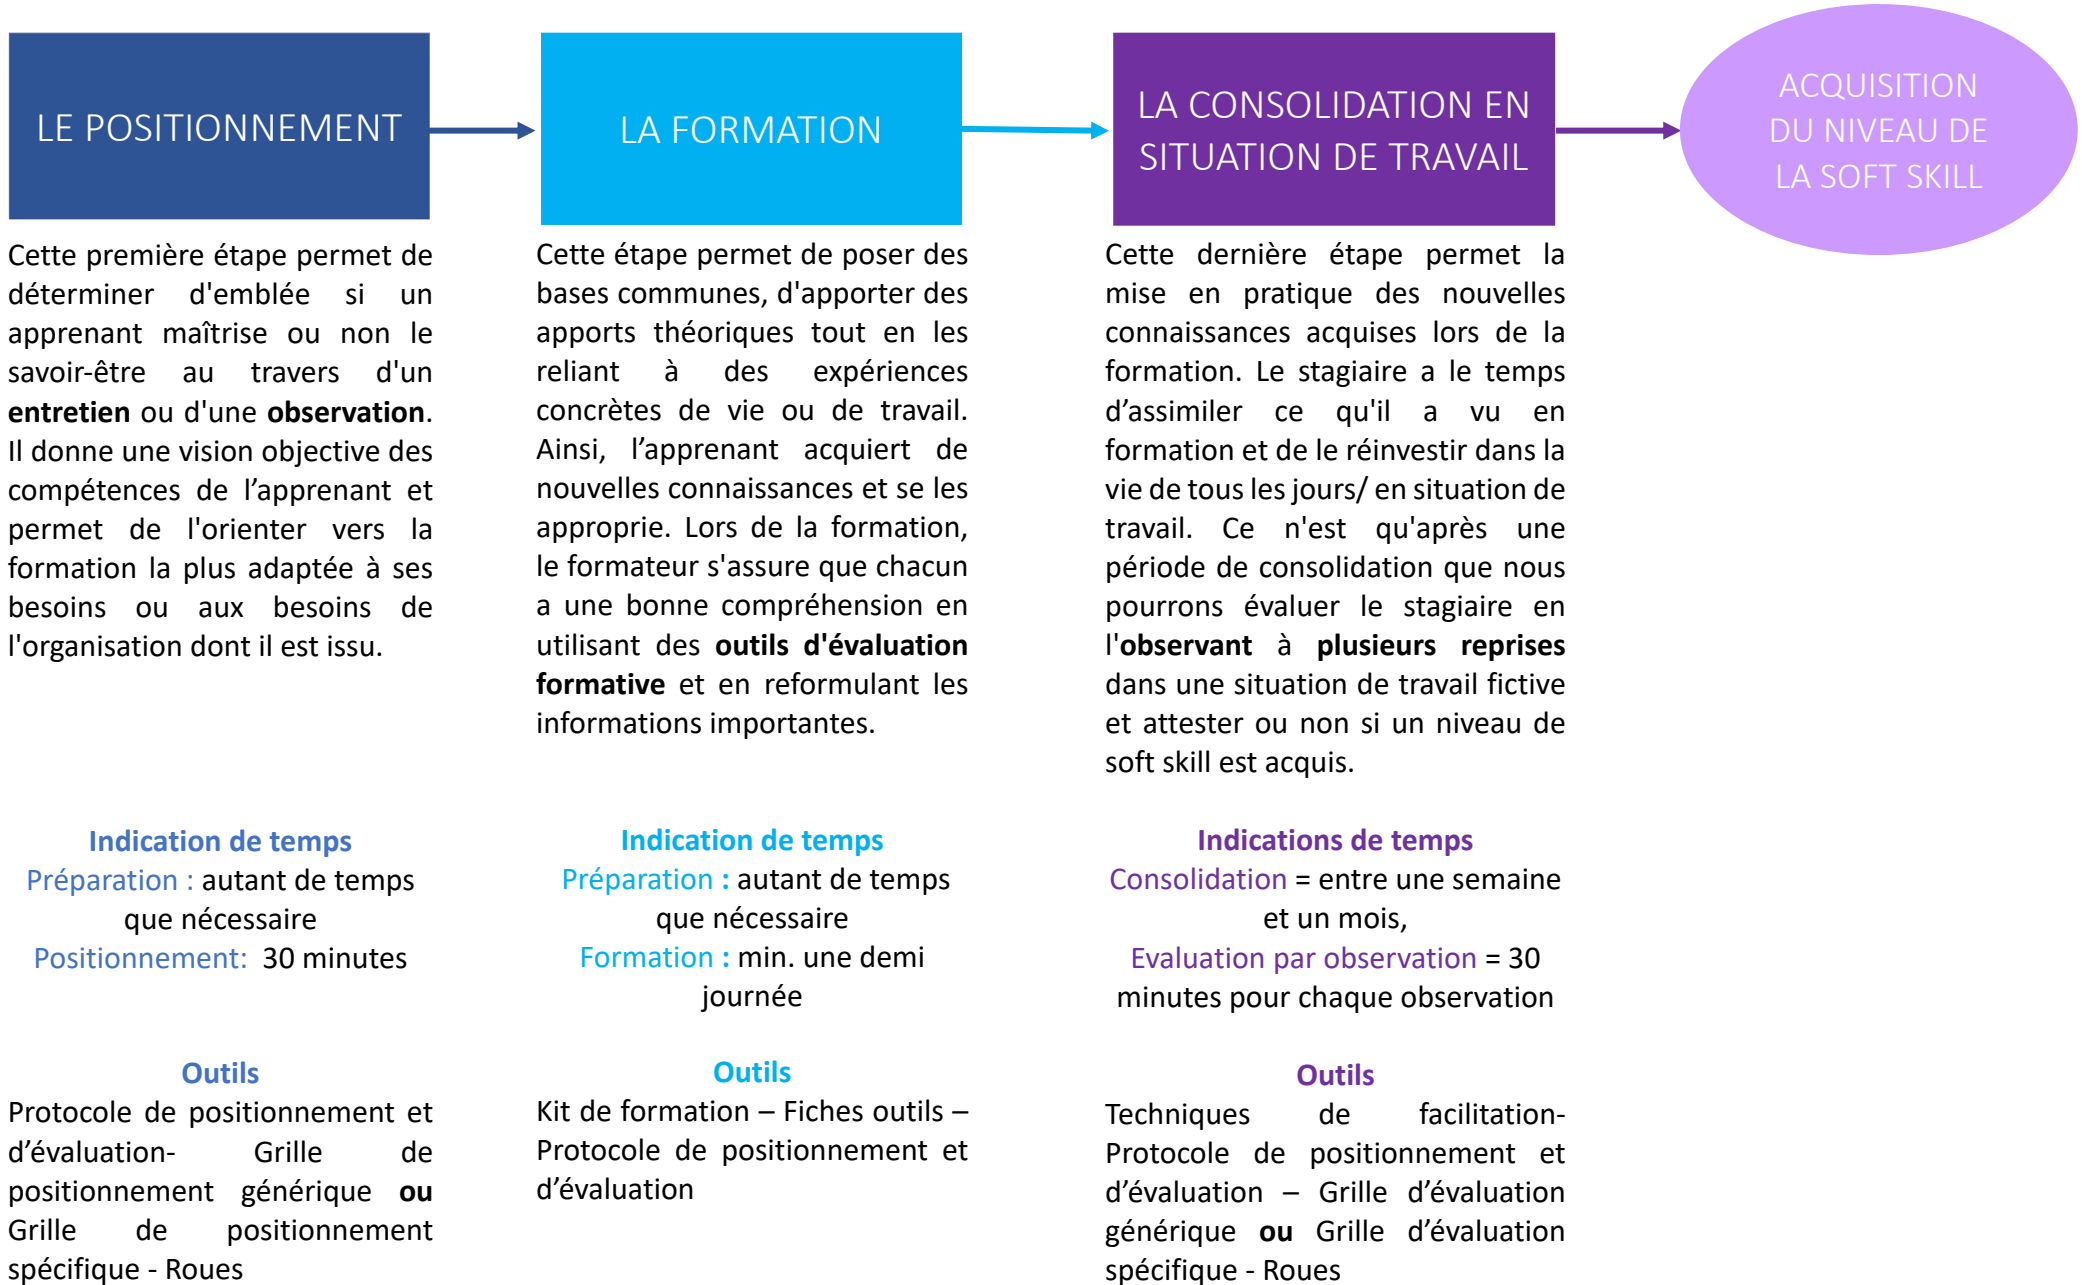 LE POSITIONNEMENT
Cette première étape permet de
déterminer d'emblée si un
apprenant maîtrise ou non le
savoir-être au travers d'un
entretien ou d'une observation.
Il donne une vision objective des
compétences de l’apprenant et
permet de l'orienter vers la
formation la plus adaptée à ses
besoins ou aux besoins de
l'organisation dont il est issu.
Indication de temps
Préparation : autant de temps
que nécessaire
Positionnement: 30 minutes
Outils
Protocole de positionnement et
d’évaluation- Grille de
positionnement générique ou
Grille de positionnement
spécifique - Roues
LA FORMATION
Cette étape permet de poser des
bases communes, d'apporter des
apports théoriques tout en les
reliant à des expériences
concrètes de vie ou de travail.
Ainsi, l’apprenant acquiert de
nouvelles connaissances et se les
approprie. Lors de la formation,
le formateur s'assure que chacun
a une bonne compréhension en
utilisant des outils d'évaluation
formative et en reformulant les
informations importantes.
Indication de temps
Préparation : autant de temps
que nécessaire
Formation : min. une demi
journée
Outils
Kit de formation – Fiches outils –
Protocole de positionnement et
d’évaluation
LA CONSOLIDATION EN
SITUATION DE TRAVAIL
Cette dernière étape permet la
mise en pratique des nouvelles
connaissances acquises lors de la
formation. Le stagiaire a le temps
d’assimiler ce qu'il a vu en
formation et de le réinvestir dans la
vie de tous les jours/ en situation de
travail. Ce n'est qu'après une
période de consolidation que nous
pourrons évaluer le stagiaire en
l'observant à plusieurs reprises
dans une situation de travail fictive
et attester ou non si un niveau de
soft skill est acquis.
Indications de temps
Consolidation = entre une semaine
et un mois,
Evaluation par observation = 30
minutes pour chaque observation
Outils
Techniques de facilitation-
Protocole de positionnement et
d’évaluation – Grille d’évaluation
générique ou Grille d’évaluation
spécifique - Roues
ACQUISITION
DU NIVEAU DE
LA SOFT SKILL